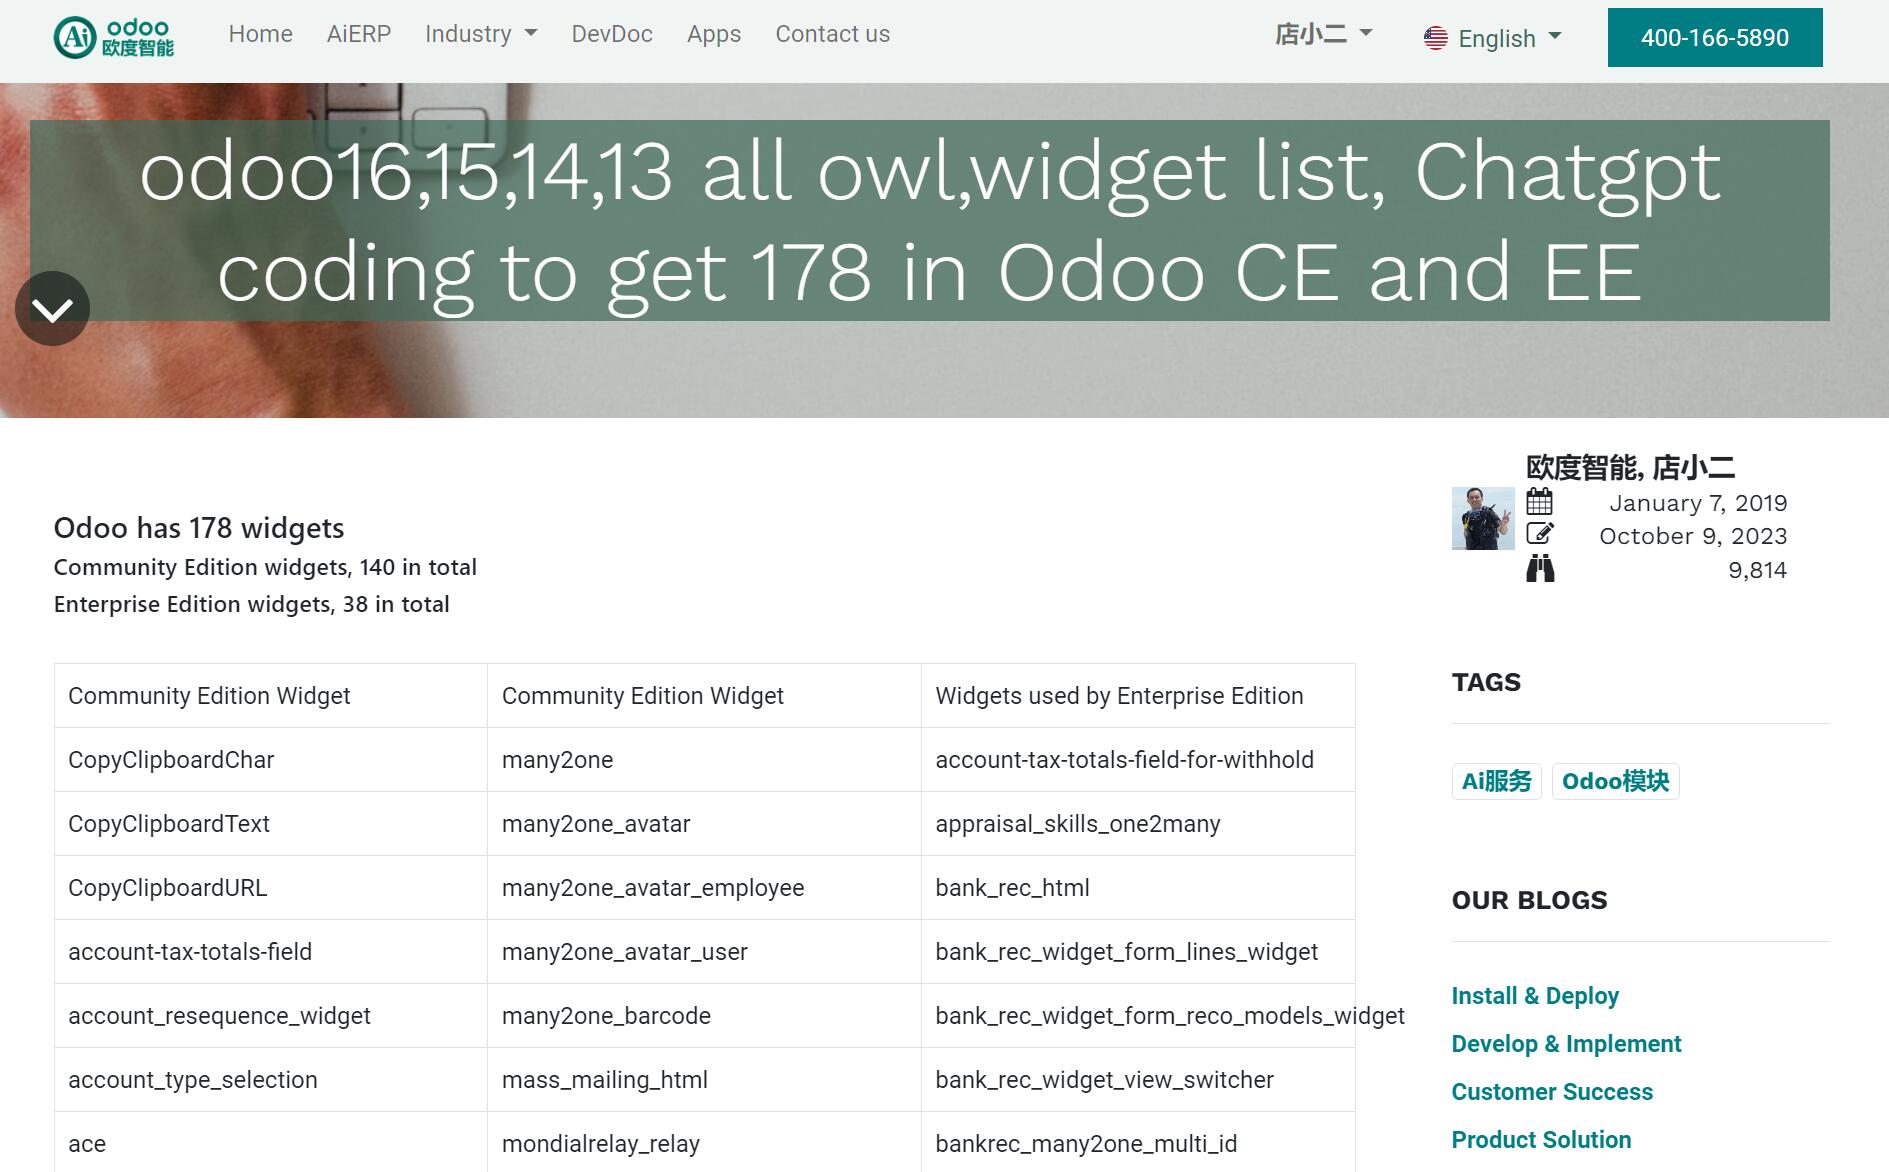 Ai odoo
欧度智能
Home AiERP Industry DevDoc Apps Contact us 店小二 English 400-166-5890
odoo16,15,14,13 all owl,widget list, Chatgpt
coding to get 178 in Odoo CE and EE
欧度智能, 店小二
January 7, 2019
October 9, 2023
9,814
Odoo has 178 widgets
Community Edition widgets, 140 in total
Enterprise Edition widgets, 38 in total
Community Edition Widget Community Edition Widget Widgets used by Enterprise Edition
CopyClipboardChar many2one account-tax-totals-field-for-withhold
CopyClipboardText many2one_avatar appraisal_skills_one2many
CopyClipboardURL many2one_avatar_employee bank_rec_html
account-tax-totals-field many2one_avatar_user bank_rec_widget_form_lines_widget
account_resequence_widget many2one_barcode bank_rec_widget_form_reco_models_widget
account_type_selection mass_mailing_html bank_rec_widget_view_switcher
ace mondialrelay_relay bankrec_many2one_multi_id
TAGS
Ai服务 Odoo模块
OUR BLOGS
Install & Deploy
Develop & Implement
Customer Success
Product Solution